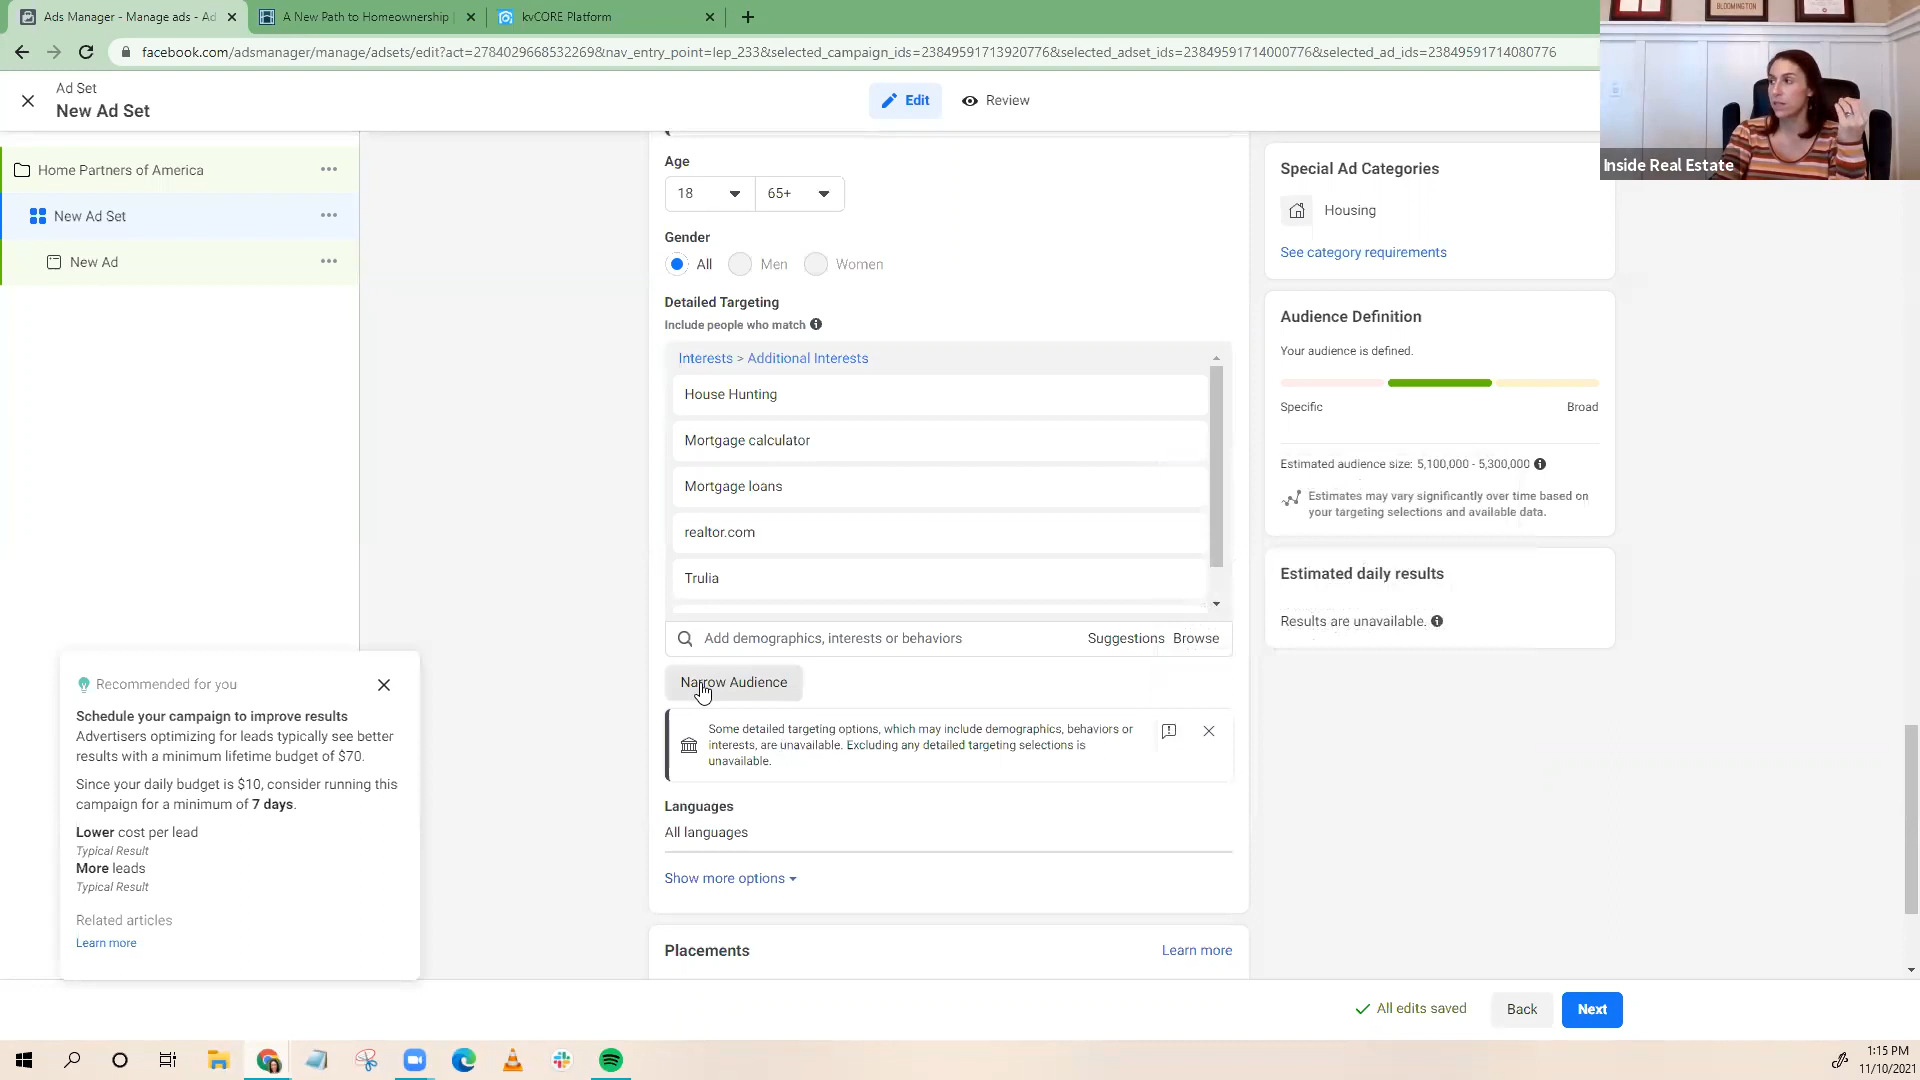 Ads Manager - Manage ads - Ad
A New Path to Homeownership
kvCORE Platform
facebook.com/adsmanager/manage/adsets/edit?act=278402966853226​9&nav_entry_point=lep_233&selected_campaign_ids=23849591713920776&selected_adset_ids=23849591714000776&selected_ad_ids=23849591714080776
BLOOMINGTON
Inside Real Estate
Ad Set
New Ad Set
Edit
Review
Home Partners of America
New Ad Set
New Ad
Age
18
65+
Gender
All
Men
Women
Detailed Targeting
Include people who match
Interests > Additional Interests
House Hunting
Mortgage calculator
Mortgage loans
realtor.com
Trulia
Add demographics, interests or behaviors
Suggestions
Browse
Narrow Audience
Some detailed targeting options, which may include demographics, behaviors or
interests, are unavailable. Excluding any detailed targeting selections is
unavailable.
Languages
All languages
Show more options
Placements
Learn more
Special Ad Categories
Housing
See category requirements
Audience Definition
Your audience is defined.
Specific
Broad
Estimated audience size: 5,100,000 - 5,300,000
Estimates may vary significantly over time based on
your targeting selections and available data.
Estimated daily results
Results are unavailable.
Recommended for you
Schedule your campaign to improve results
Advertisers optimizing for leads typically see better
results with a minimum lifetime budget of $70.
Since your daily budget is $10, consider running this
campaign for a minimum of 7 days.
Lower cost per lead
Typical Result
More leads
Typical Result
Related articles
Learn more
All edits saved
Back
Next
1:15 PM
11/10/2021